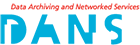 Data Archiving and Networked Services
DANS